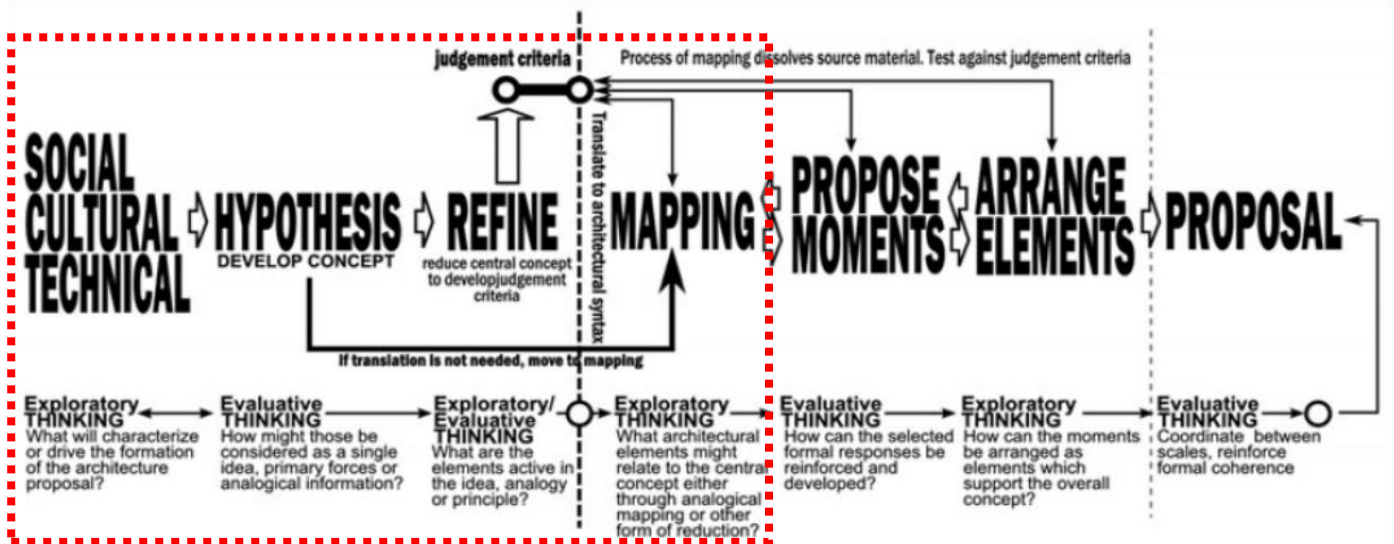 judgement criteria
Process of mapping dissolves source material. Test against judgement criteria
SOCIAL
CULTURAL
TECHNICAL
HYPOTHESIS
DEVELOP CONCEPT
REFINE
reduce central concept
to developjudgement
criteria
Translate to architectural syntax
MAPPING
PROPOSE
MOMENTS
ARRANGE
ELEMENTS
PROPOSAL
If translation is not needed, move to mapping
Exploratory
THINKING
What will characterize
or drive the formation
of the architecture
proposal?
Evaluative
THINKING
How might those be
considered as a single
idea, primary forces or
analogical information?
Exploratory/
Evaluative
THINKING
What are the
elements active in
the idea, analogy
or principle?
Exploratory
THINKING
What architectural
elements might
relate to the central
concept either
through analogical
mapping or other
form of reduction?
Evaluative
THINKING
How can the selected
formal responses be
reinforced and
developed?
Exploratory
THINKING
How can the moments
be arranged as
elements which
support the overall
concept?
Evaluative
THINKING
Coordinate between
scales, reinforce
formal coherence